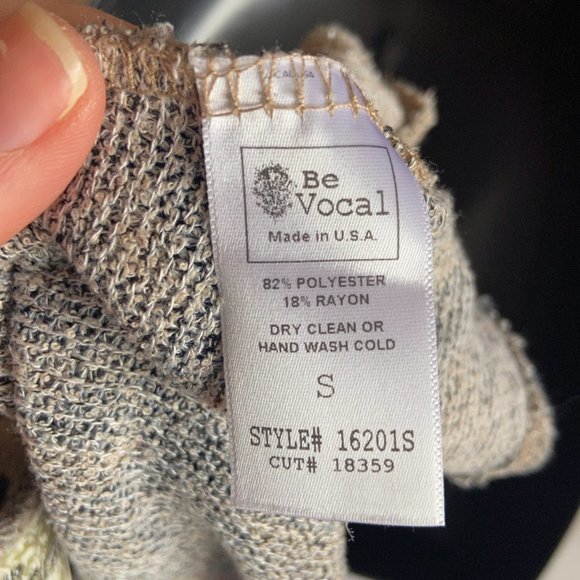 Be
Vocal
Made in U.S.A.
82% POLYESTER
18% RAYON
DRY CLEAN OR
HAND WASH COLD
S
STYLE# 16201S
CUT# 18359